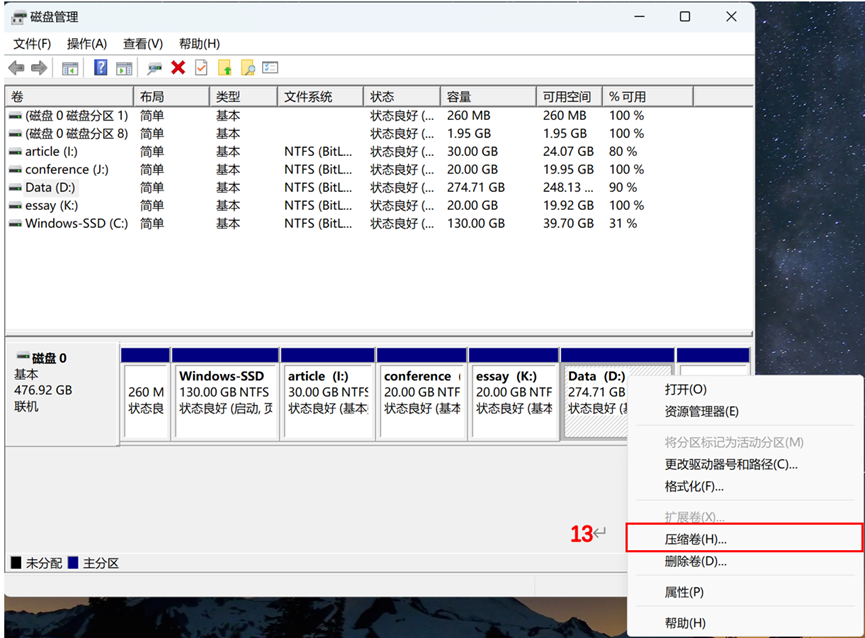 磁盘管理
文件(F) 操作(A) 查看(V) 帮助(H)
卷 布局 类型 文件系统 状态 容量 可用空间 % 可用
(磁盘 0 磁盘分区 1) 简单 基本 状态良好 (... 260 MB 260 MB 100 %
(磁盘 0 磁盘分区 8) 简单 基本 状态良好 (... 1.95 GB 1.95 GB 100 %
article (I:) 简单 基本 NTFS (BitL... 状态良好 (... 30.00 GB 24.07 GB 80 %
conference (J:) 简单 基本 NTFS (BitL... 状态良好 (... 20.00 GB 19.95 GB 100 %
Data (D:) 简单 基本 NTFS (BitL... 状态良好 (... 274.71 GB 248.13 ... 90 %
essay (K:) 简单 基本 NTFS (BitL... 状态良好 (... 20.00 GB 19.92 GB 100 %
Windows-SSD (C:) 简单 基本 NTFS (BitL... 状态良好 (... 130.00 GB 39.70 GB 31 %
磁盘 0
基本
476.92 GB
联机
260 M
状态良
Windows-SSD
130.00 GB NTFS
状态良好 (启动, 页
article (I:)
30.00 GB NTFS
状态良好 (基本
conference (
20.00 GB NTF
状态良好 (基本
essay (K:)
20.00 GB NTF
状态良好 (基本
Data (D:)
274.71 GB
状态良好 (基
打开(O)
资源管理器(E)
将分区标记为活动分区(M)
更改驱动器号和路径(C)...
格式化(F)...
扩展卷(X)...
13↵
压缩卷(H)...
删除卷(D)...
属性(P)
帮助(H)
未分配 主分区